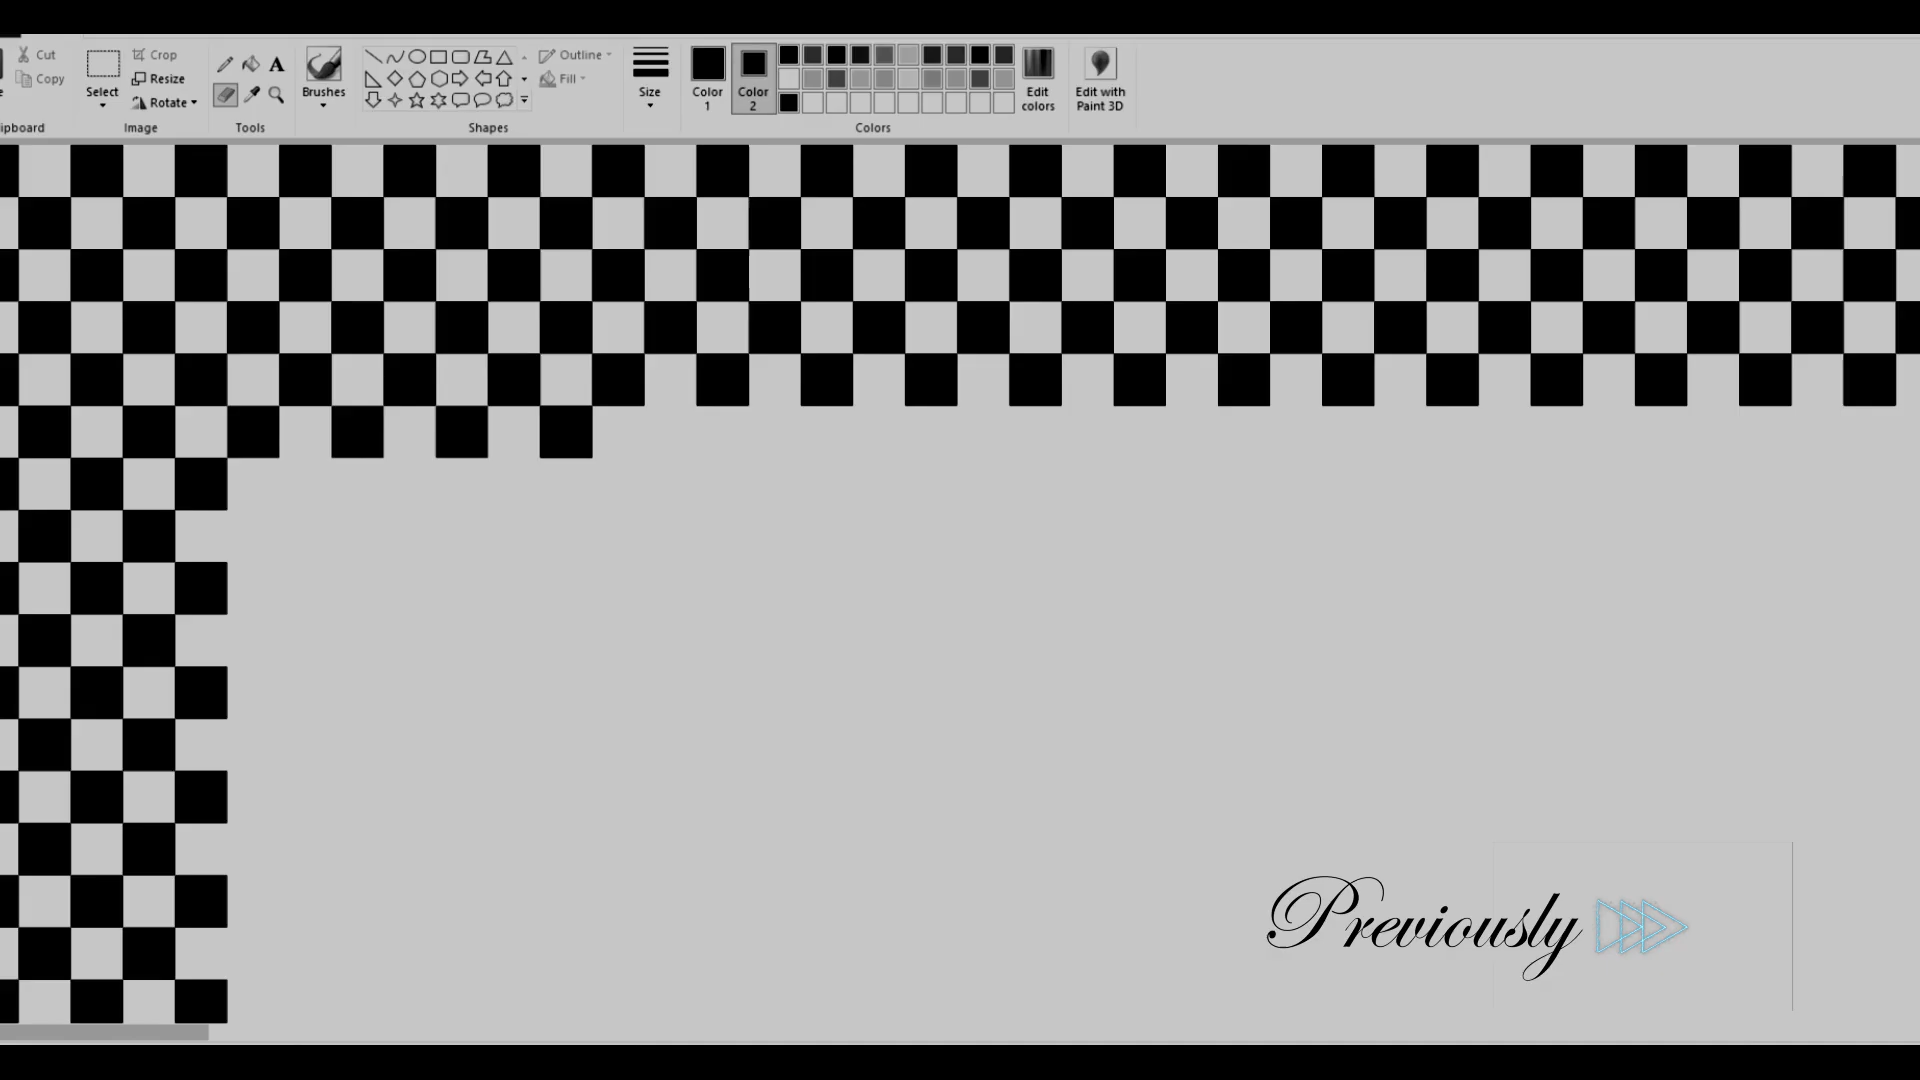 Cut
Copy
ipboard
Select
Crop
Resize
Rotate
Image
A
Tools
Brushes
Shapes
Outline
Fill
Size
Color
1
Color
2
Colors
Edit
colors
Edit with
Paint 3D
Previously